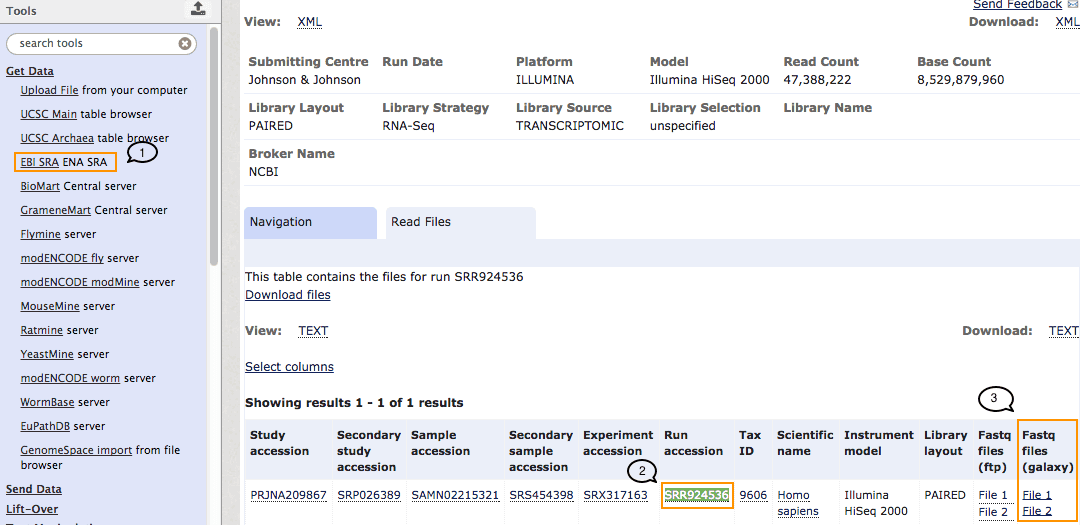 Tools
search tools
Get Data
Upload File from your computer
UCSC Main table browser
UCSC Archaea table browser
EBI SRA ENA SRA
1
BioMart Central server
GrameneMart Central server
Flymine server
modENCODE fly server
modENCODE modMine server
MouseMine server
Ratmine server
YeastMine server
modENCODE worm server
WormBase server
EuPathDB server
GenomeSpace import from file
browser
Send Data
Lift-Over
Send Feedback
View: XML Download: XML
Submitting Centre Run Date Platform Model Read Count Base Count
Johnson & Johnson ILLUMINA Illumina HiSeq 2000 47,388,222 8,529,879,960
Library Layout Library Strategy Library Source Library Selection Library Name
PAIRED RNA-Seq TRANSCRIPTOMIC unspecified
Broker Name
NCBI
Navigation Read Files
This table contains the files for run SRR924536
Download files
View: TEXT Download: TEXT
Select columns
Showing results 1 - 1 of 1 results
3
Study Secondary Sample Secondary Experiment Run Tax Scientific Instrument Library Fastq Fastq
accession study accession sample accession accession ID name model layout files files
accession accession (ftp) (galaxy)
2
PRJNA209867 SRP026389 SAMN02215321 SRS454398 SRX317163 SRR924536 9606 Homo Illumina PAIRED File 1 File 1
sapiens HiSeq 2000 File 2 File 2